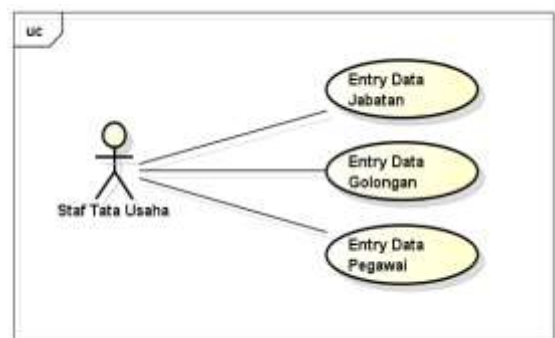 uc
Entry Data
Jabatan
Entry Data
Golongan
Staf Tata Usaha
Entry Data
Pegawai